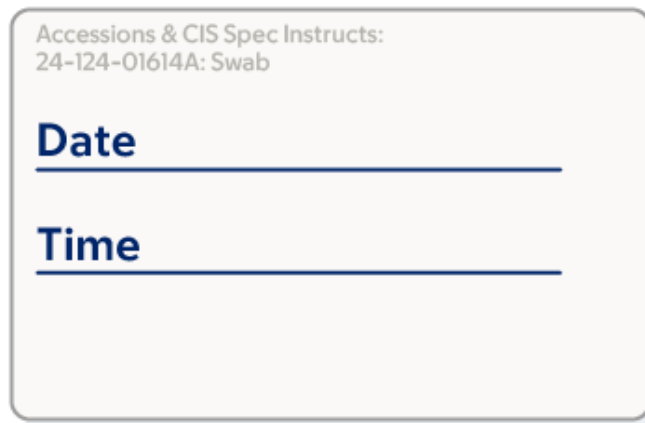 Accessions & CIS Spec Instructs:
24-124-01614A: Swab
Date
Time